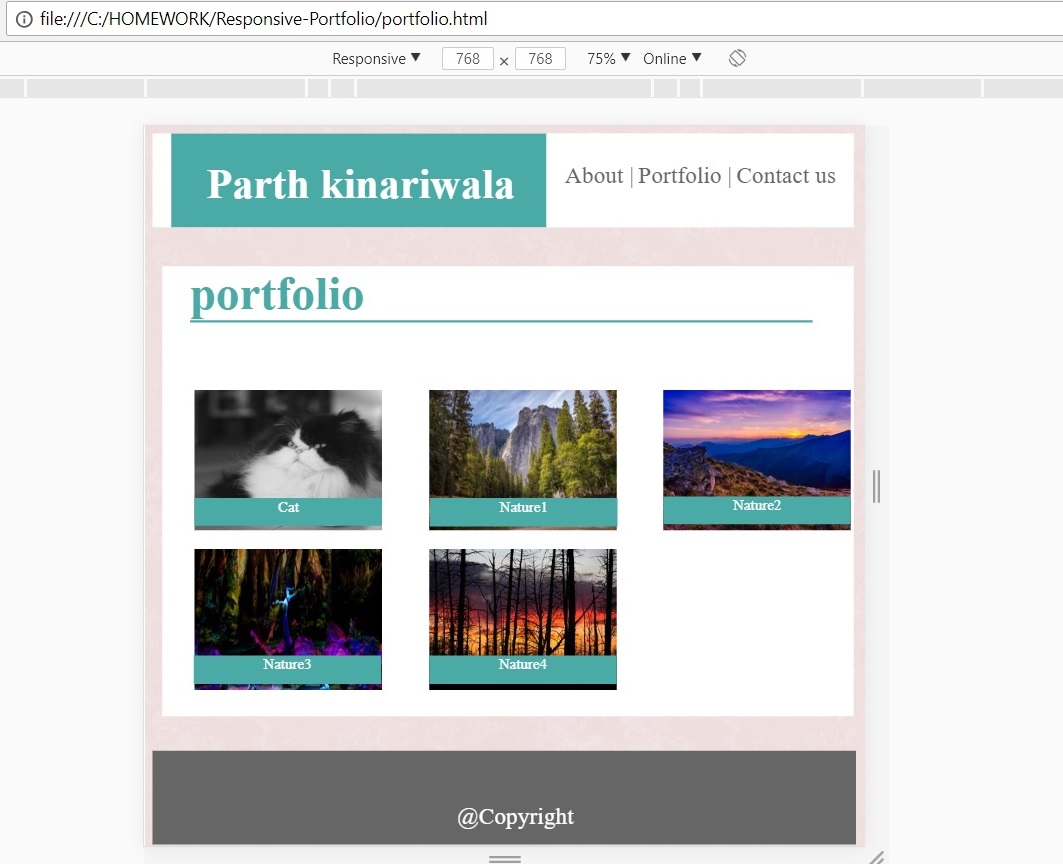 file:///C:/HOMEWORK/Responsive-Portfolio/portfolio.html
Responsive ▼ 768 × 768 75% ▼ Online ▼
Parth kinariwala
About | Portfolio | Contact us
portfolio
Cat
Nature1
Nature2
Nature3
Nature4
@Copyright